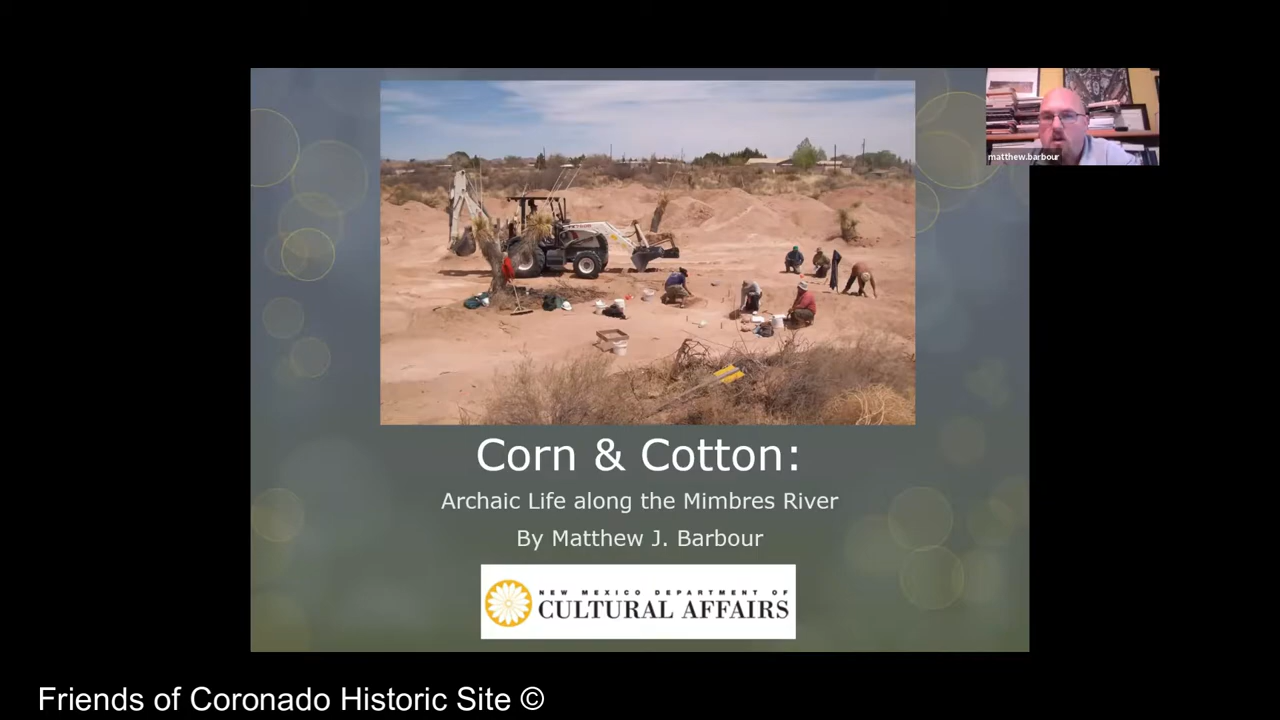 matthew.barbour
Corn & Cotton:
Archaic Life along the Mimbres River
By Matthew J. Barbour
NEW MEXICO DEPARTMENT OF
CULTURAL AFFAIRS
Friends of Coronado Historic Site ©